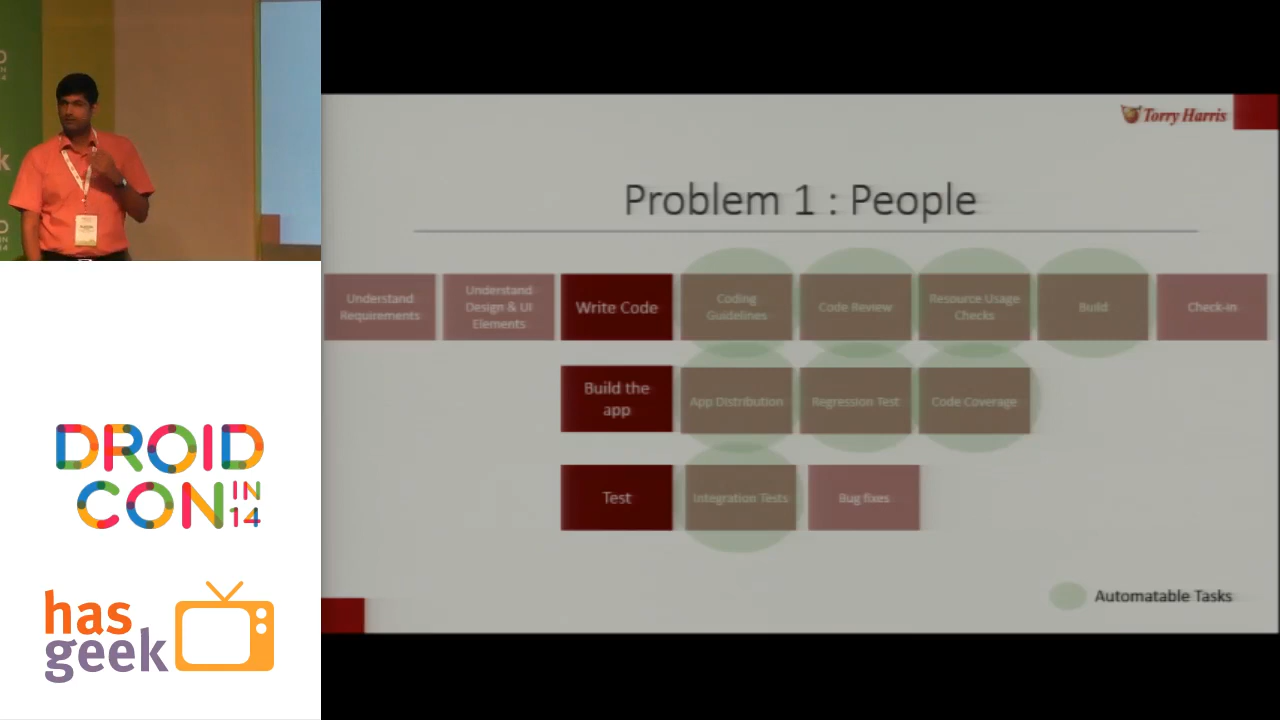 Torry Harris
Problem 1 : People
Understand
Requirements
Understand
Design & UI
Elements
Write Code
Coding
Guidelines
Code Review
Resource Usage
Checks
Build
Check-in
Build the
app
App Distribution
Regression Test
Code Coverage
Test
Integration Tests
Bug fixes
Automatable Tasks
DROID
CON IN
14
has
geek